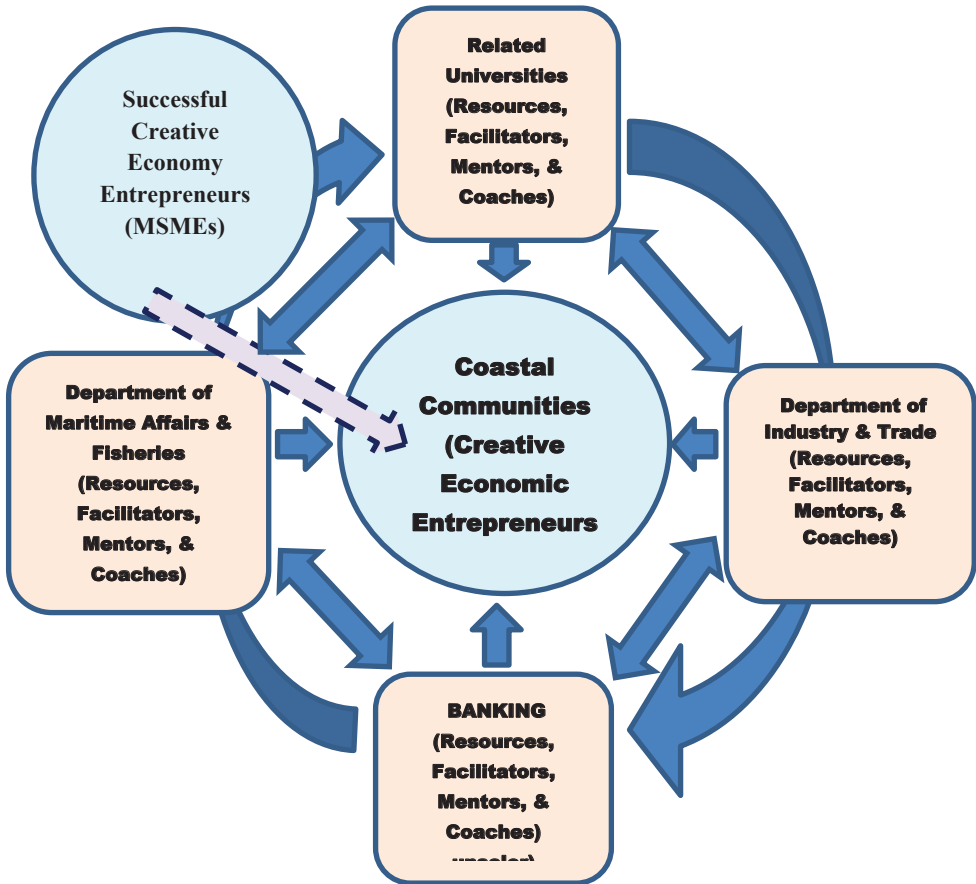 Successful
Creative
Economy
Entrepreneurs
(MSMEs)
Related
Universities
(Resources,
Facilitators,
Mentors, &
Coaches)
Coastal
Communities
(Creative
Economic
Entrepreneurs
Department of
Maritime Affairs &
Fisheries
(Resources,
Facilitators,
Mentors, &
Coaches)
Department of
Industry & Trade
(Resources,
Facilitators,
Mentors, &
Coaches)
BANKING
(Resources,
Facilitators,
Mentors, &
Coaches)